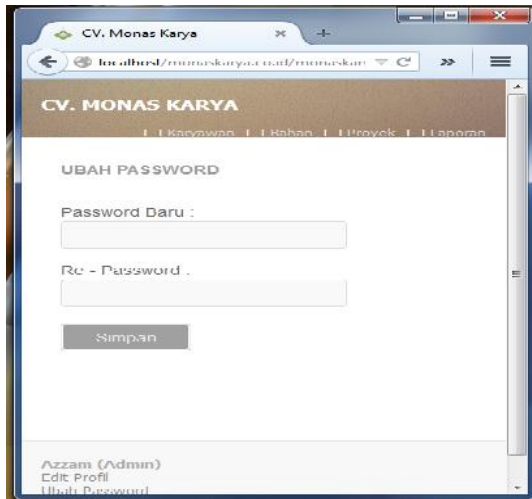 CV. Monas Karya
CV. MONAS KARYA
| | Karyawan | | Bahan | | Proyek | | Laporan
UBAH PASSWORD
Password Baru :
Re - Password :
Simpan
Azzam (Admin)
Edit Profil
Ubah Password